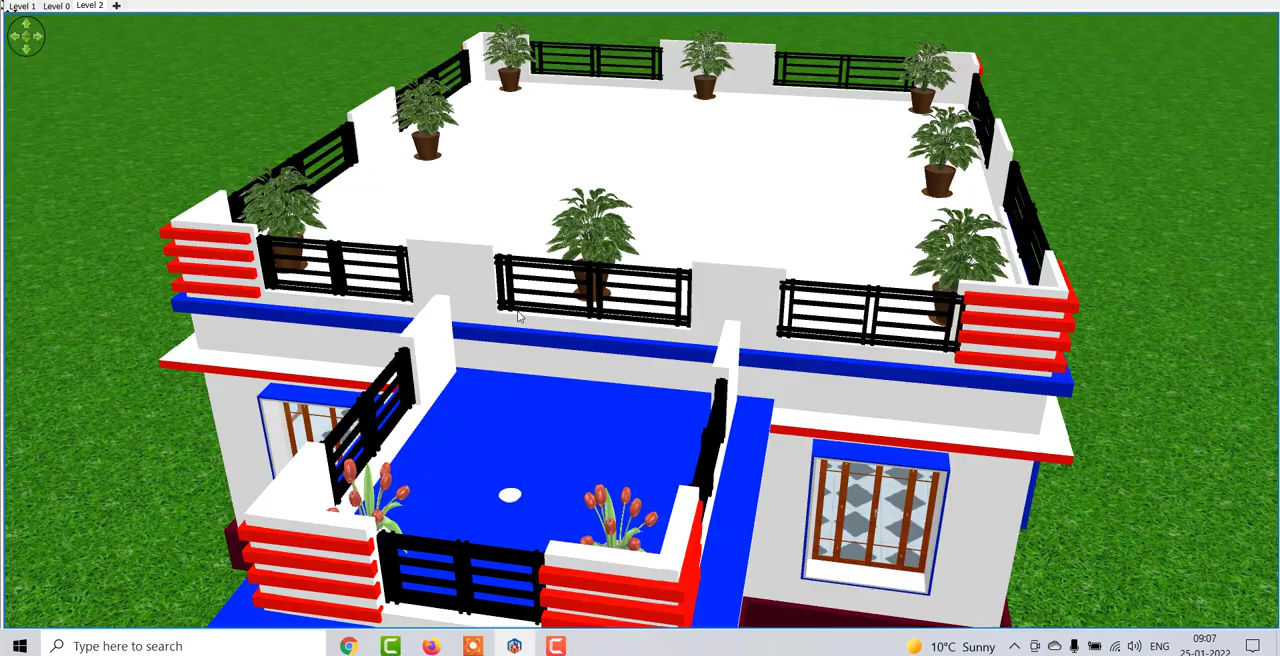 Level 1 Level 0 Level 2
Type here to search
10°C Sunny
ENG
09:07
25-01-2022